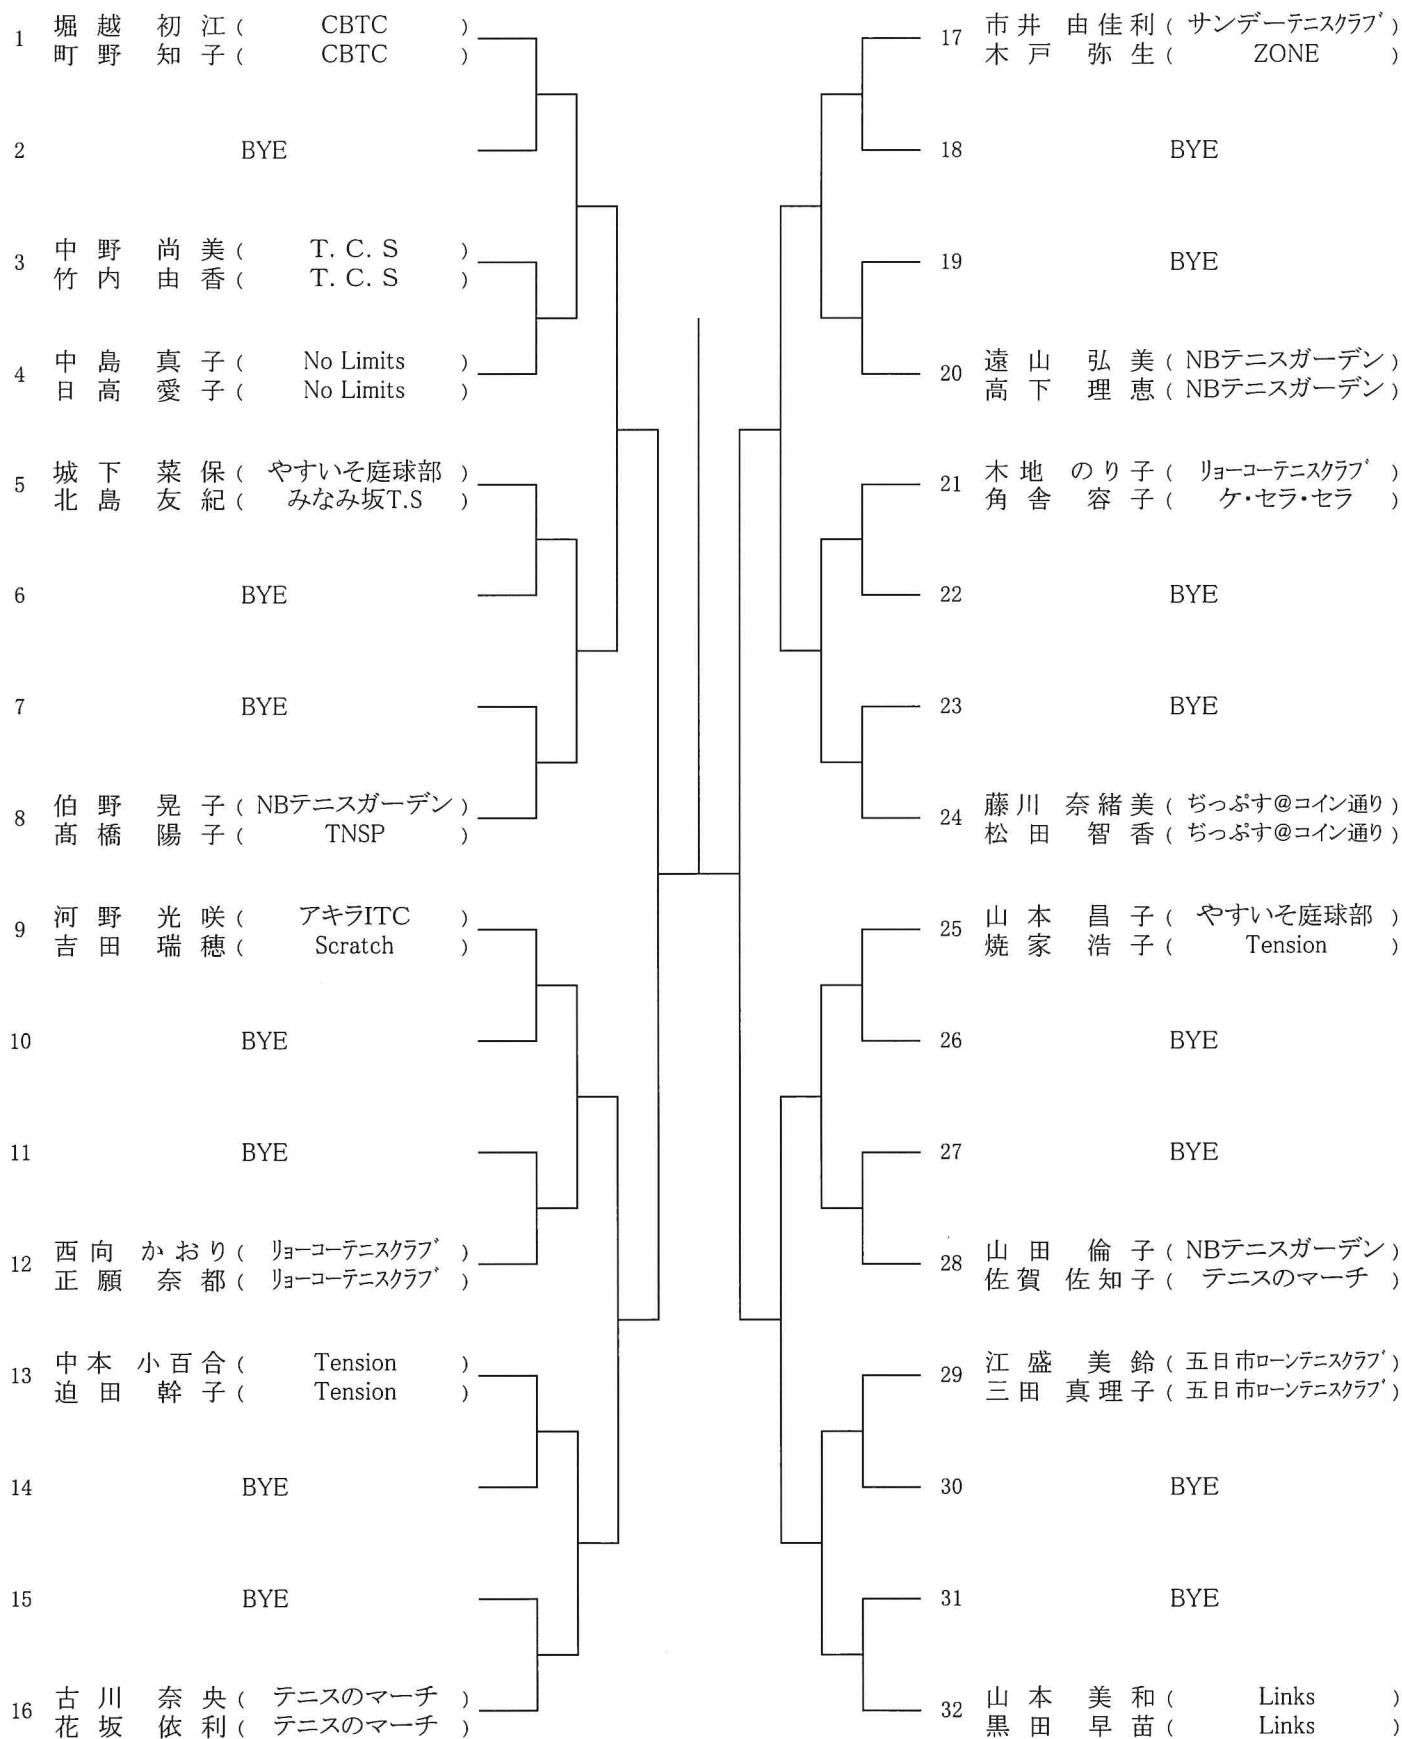 1 堀越 初江 ( CBTC )
町野 知子 ( CBTC )
2 BYE
3 中野 尚美 ( T. C. S )
竹内 由香 ( T. C. S )
4 中島 真子 ( No Limits )
日高 愛子 ( No Limits )
5 城下 菜保 ( やすいそ庭球部 )
北島 友紀 ( みなみ坂T.S )
6 BYE
7 BYE
8 伯野 晃子 ( NBテニスガーデン )
髙橋 陽子 ( TNSP )
9 河野 光咲 ( アキラITC )
吉田 瑞穂 ( Scratch )
10 BYE
11 BYE
12 西向 かおり ( リョーコーテニスクラブ )
正願 奈都 ( リョーコーテニスクラブ )
13 中本 小百合 ( Tension )
迫田 幹子 ( Tension )
14 BYE
15 BYE
16 古川 奈央 ( テニスのマーチ )
花坂 依利 ( テニスのマーチ )
17 市井 由佳利 ( サンデーテニスクラブ )
木戸 弥生 ( ZONE )
18 BYE
19 BYE
20 遠山 弘美 ( NBテニスガーデン )
高下 理恵 ( NBテニスガーデン )
21 木地 のり子 ( リョーコーテニスクラブ )
角舎 容子 ( ケ・セラ・セラ )
22 BYE
23 BYE
24 藤川 奈緒美 ( ぢっぷす@コイン通り )
松田 智香 ( ぢっぷす@コイン通り )
25 山本 昌子 ( やすいそ庭球部 )
焼家 浩子 ( Tension )
26 BYE
27 BYE
28 山田 倫子 ( NBテニスガーデン )
佐賀 佐知子 ( テニスのマーチ )
29 江盛 美鈴 ( 五日市ローンテニスクラブ )
三田 真理子 ( 五日市ローンテニスクラブ )
30 BYE
31 BYE
32 山本 美和 ( Links )
黒田 早苗 ( Links )